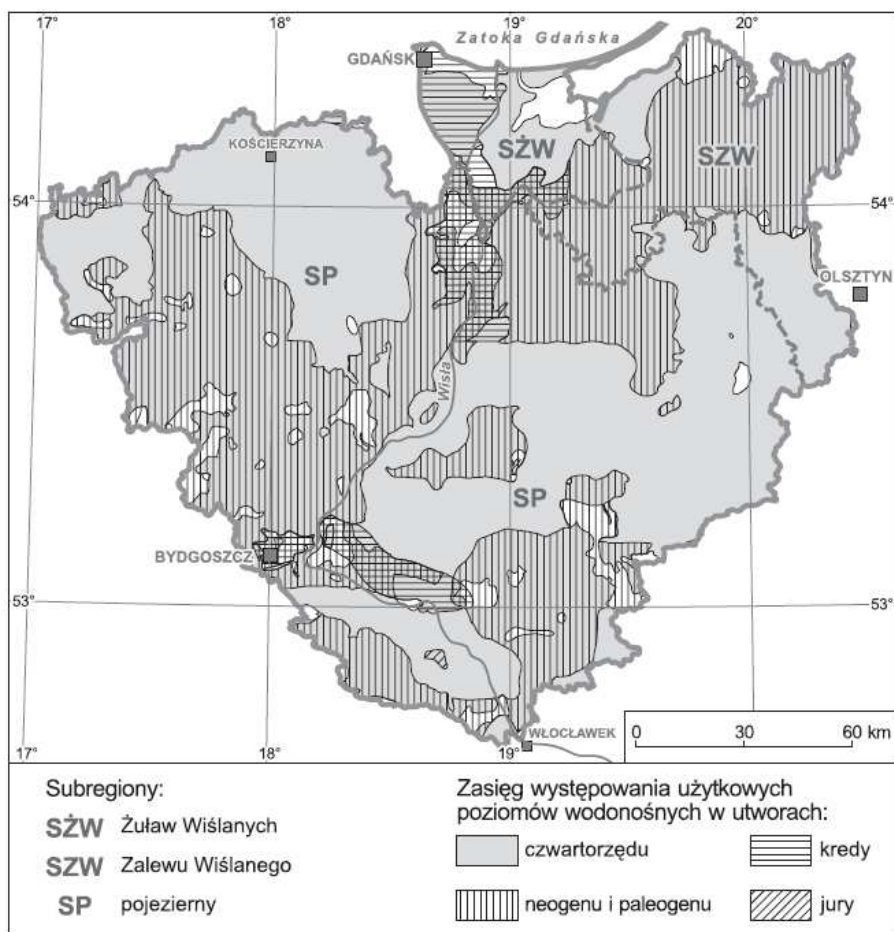 17°
18°
19°
20°
Zatoka Gdańska
GDAŃSK
KOŚCIERZYNA
SŻW
SZW
54°
54°
SP
OLSZTYN
Wisła
SP
BYDGOSZCZ
53°
53°
WŁOCŁAWEK
0 30 60 km
17°
18°
19°
Subregiony:
SŻW Żuław Wiślanych
SZW Zalewu Wiślanego
SP pojezierny
Zasięg występowania użytkowych
poziomów wodonośnych w utworach:
czwartorzędu
kredy
neogenu i paleogenu
jury